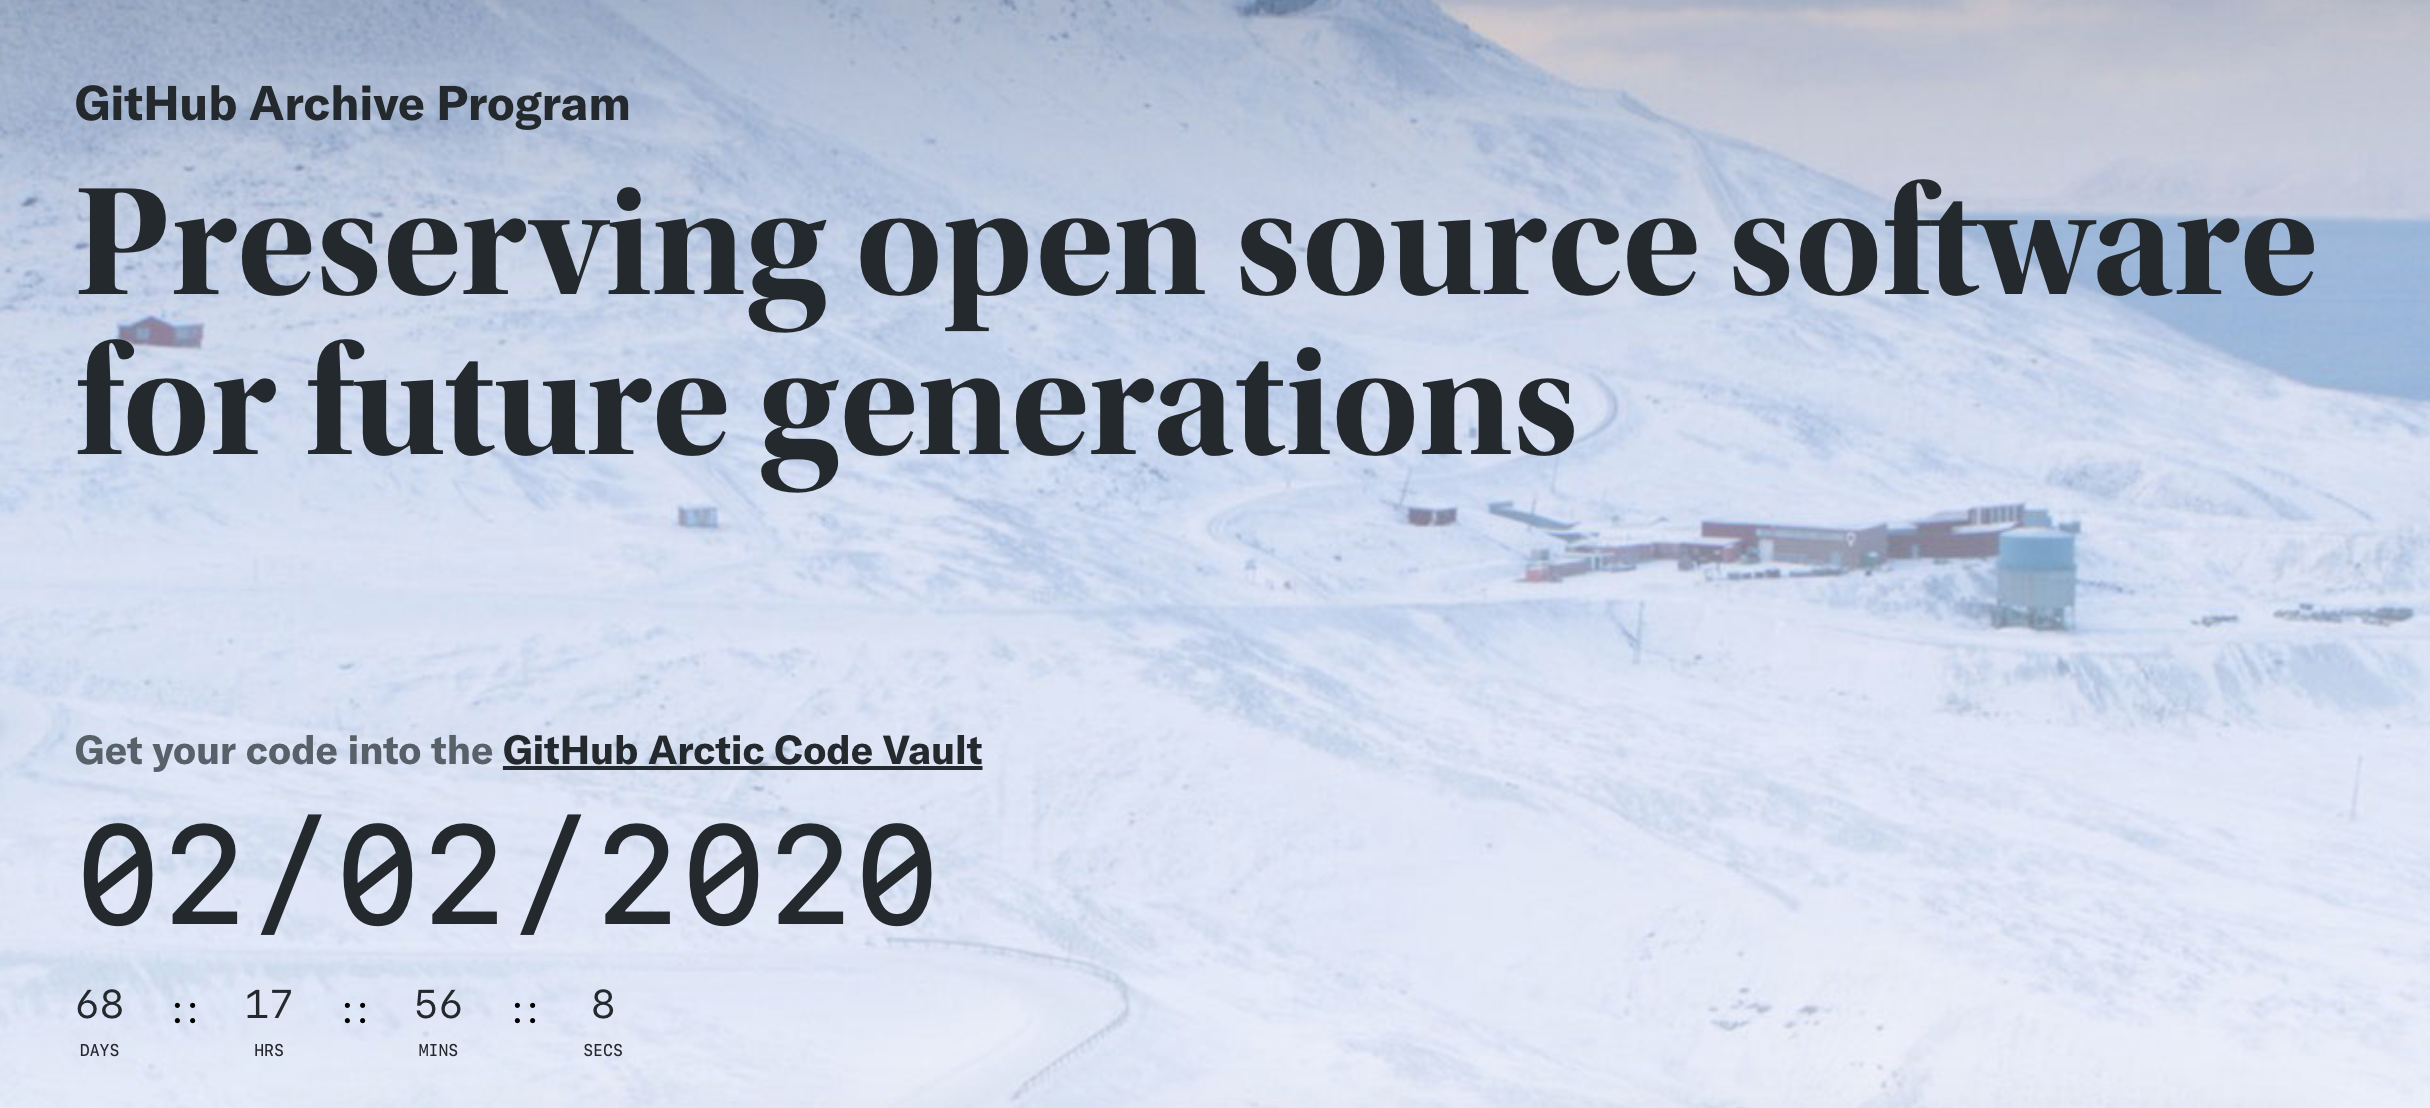 GitHub Archive Program
Preserving open source software
for future generations
Get your code into the GitHub Arctic Code Vault
02/02/2020
68 :: 17 :: 56 :: 8
DAYS HRS MINS SECS